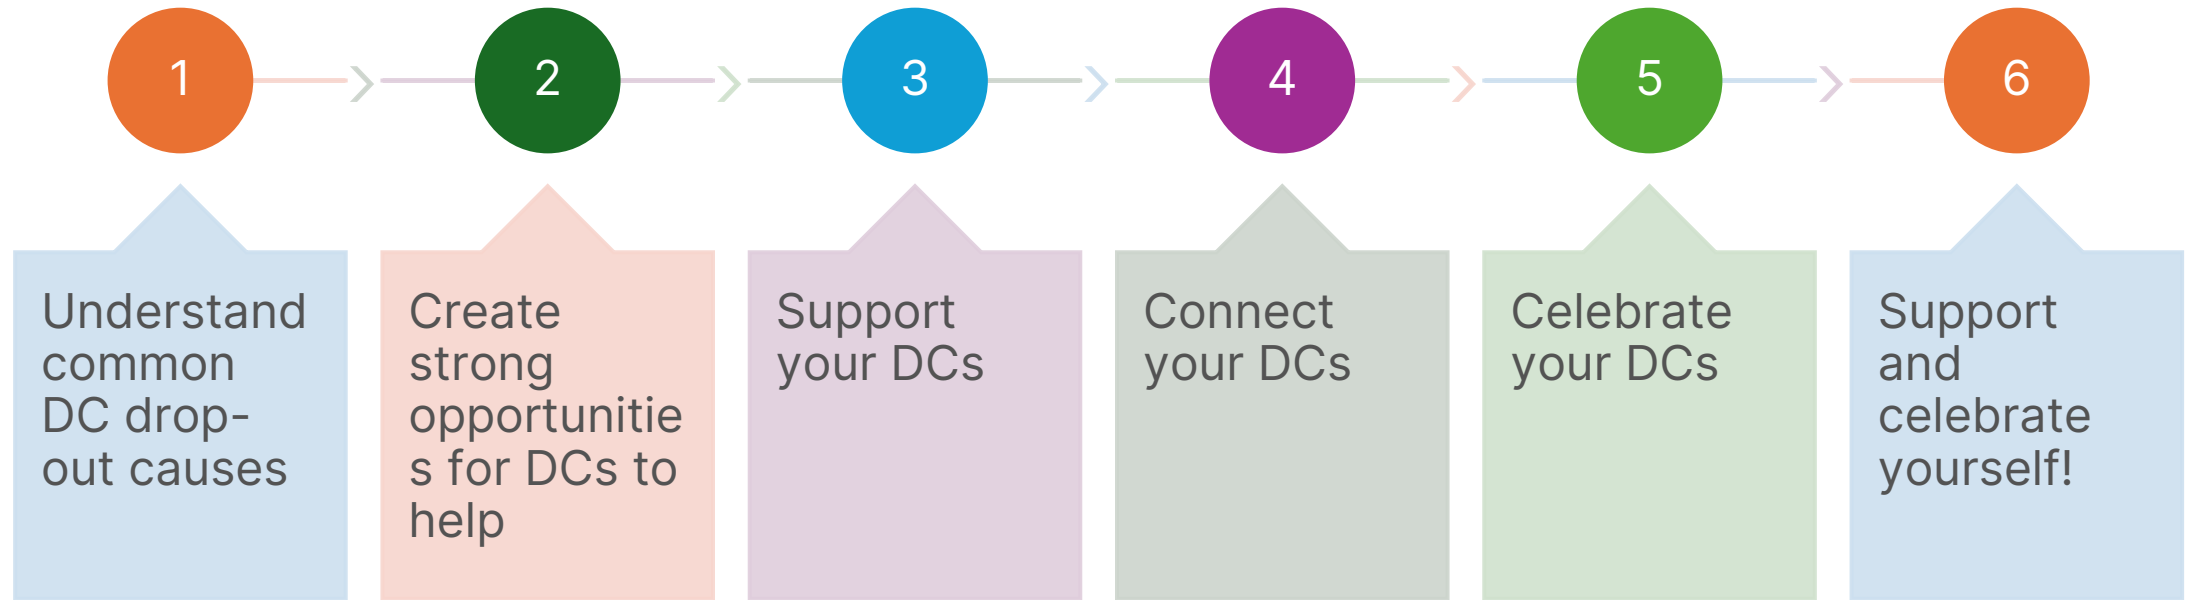 1
2
3
4
5
6
Understand
common
DC drop-
out causes
Create
strong
opportunitie
s for DCs to
help
Support
your DCs
Connect
your DCs
Celebrate
your DCs
Support
and
celebrate
yourself!